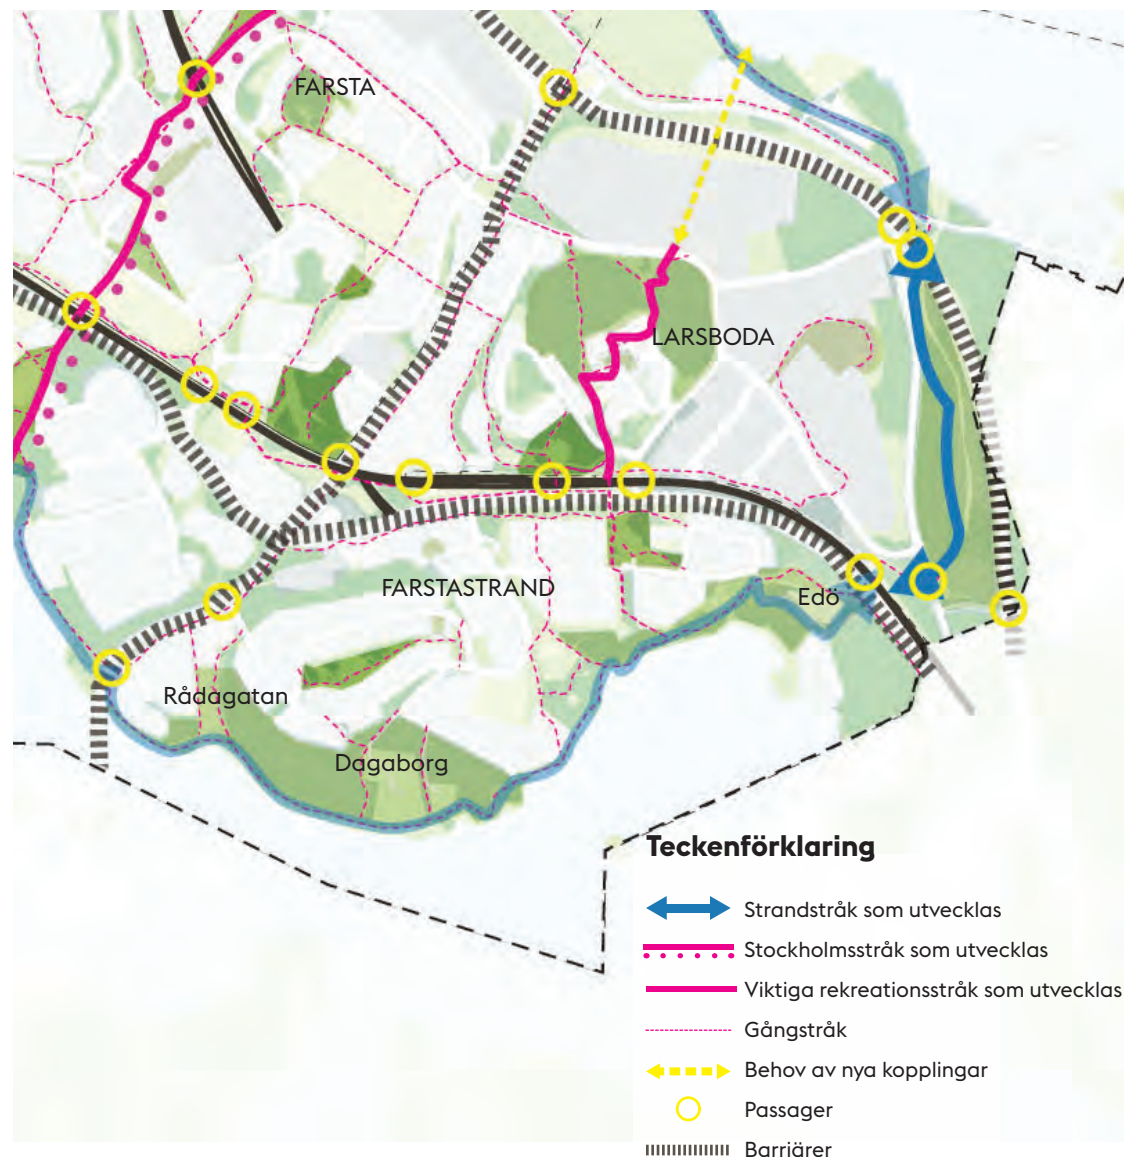 FARSTA
LARSBODA
FARSTASTRAND
Edö
Rådagatan
Dagaborg
Teckenförklaring
Strandstråk som utvecklas
Stockholmsstråk som utvecklas
Viktiga rekreationsstråk som utvecklas
Gångstråk
Behov av nya kopplingar
Passager
Barriärer